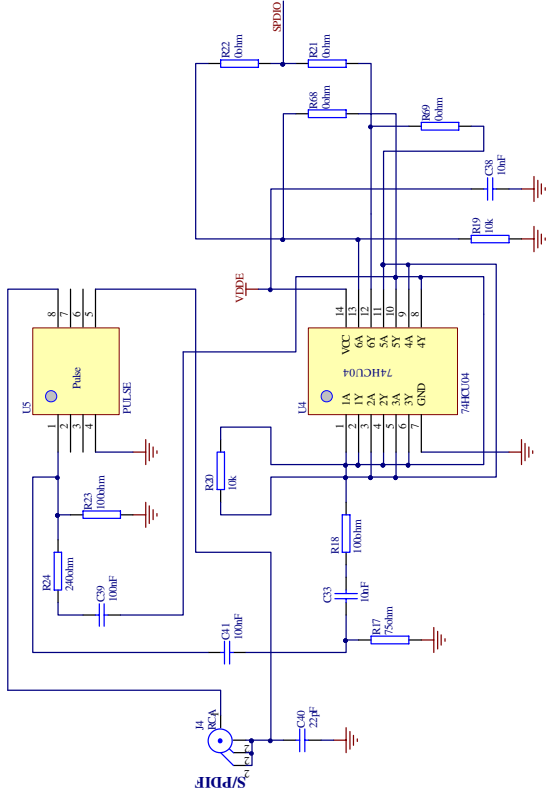 SPDIO
R22
0ohm
R21
0ohm
R68
0ohm
R69
0ohm
C38
10nF
R19
10k
VDDE
8
7
6
5
U5
Pulse
PULSE
1
2
3
4
14
13
12
11
10
9
8
VCC
6A
6Y
5A
5Y
4A
4Y
U4
74HCU04
74HCU04
1A
1Y
2A
2Y
3A
3Y
GND
1
2
3
4
5
6
7
R20
10k
R23
100ohm
R24
240ohm
C39
100nF
R18
100ohm
C33
10nF
C41
100nF
R17
75ohm
J4
RCA
1
2
2
2
C40
22pF
S/PDIF